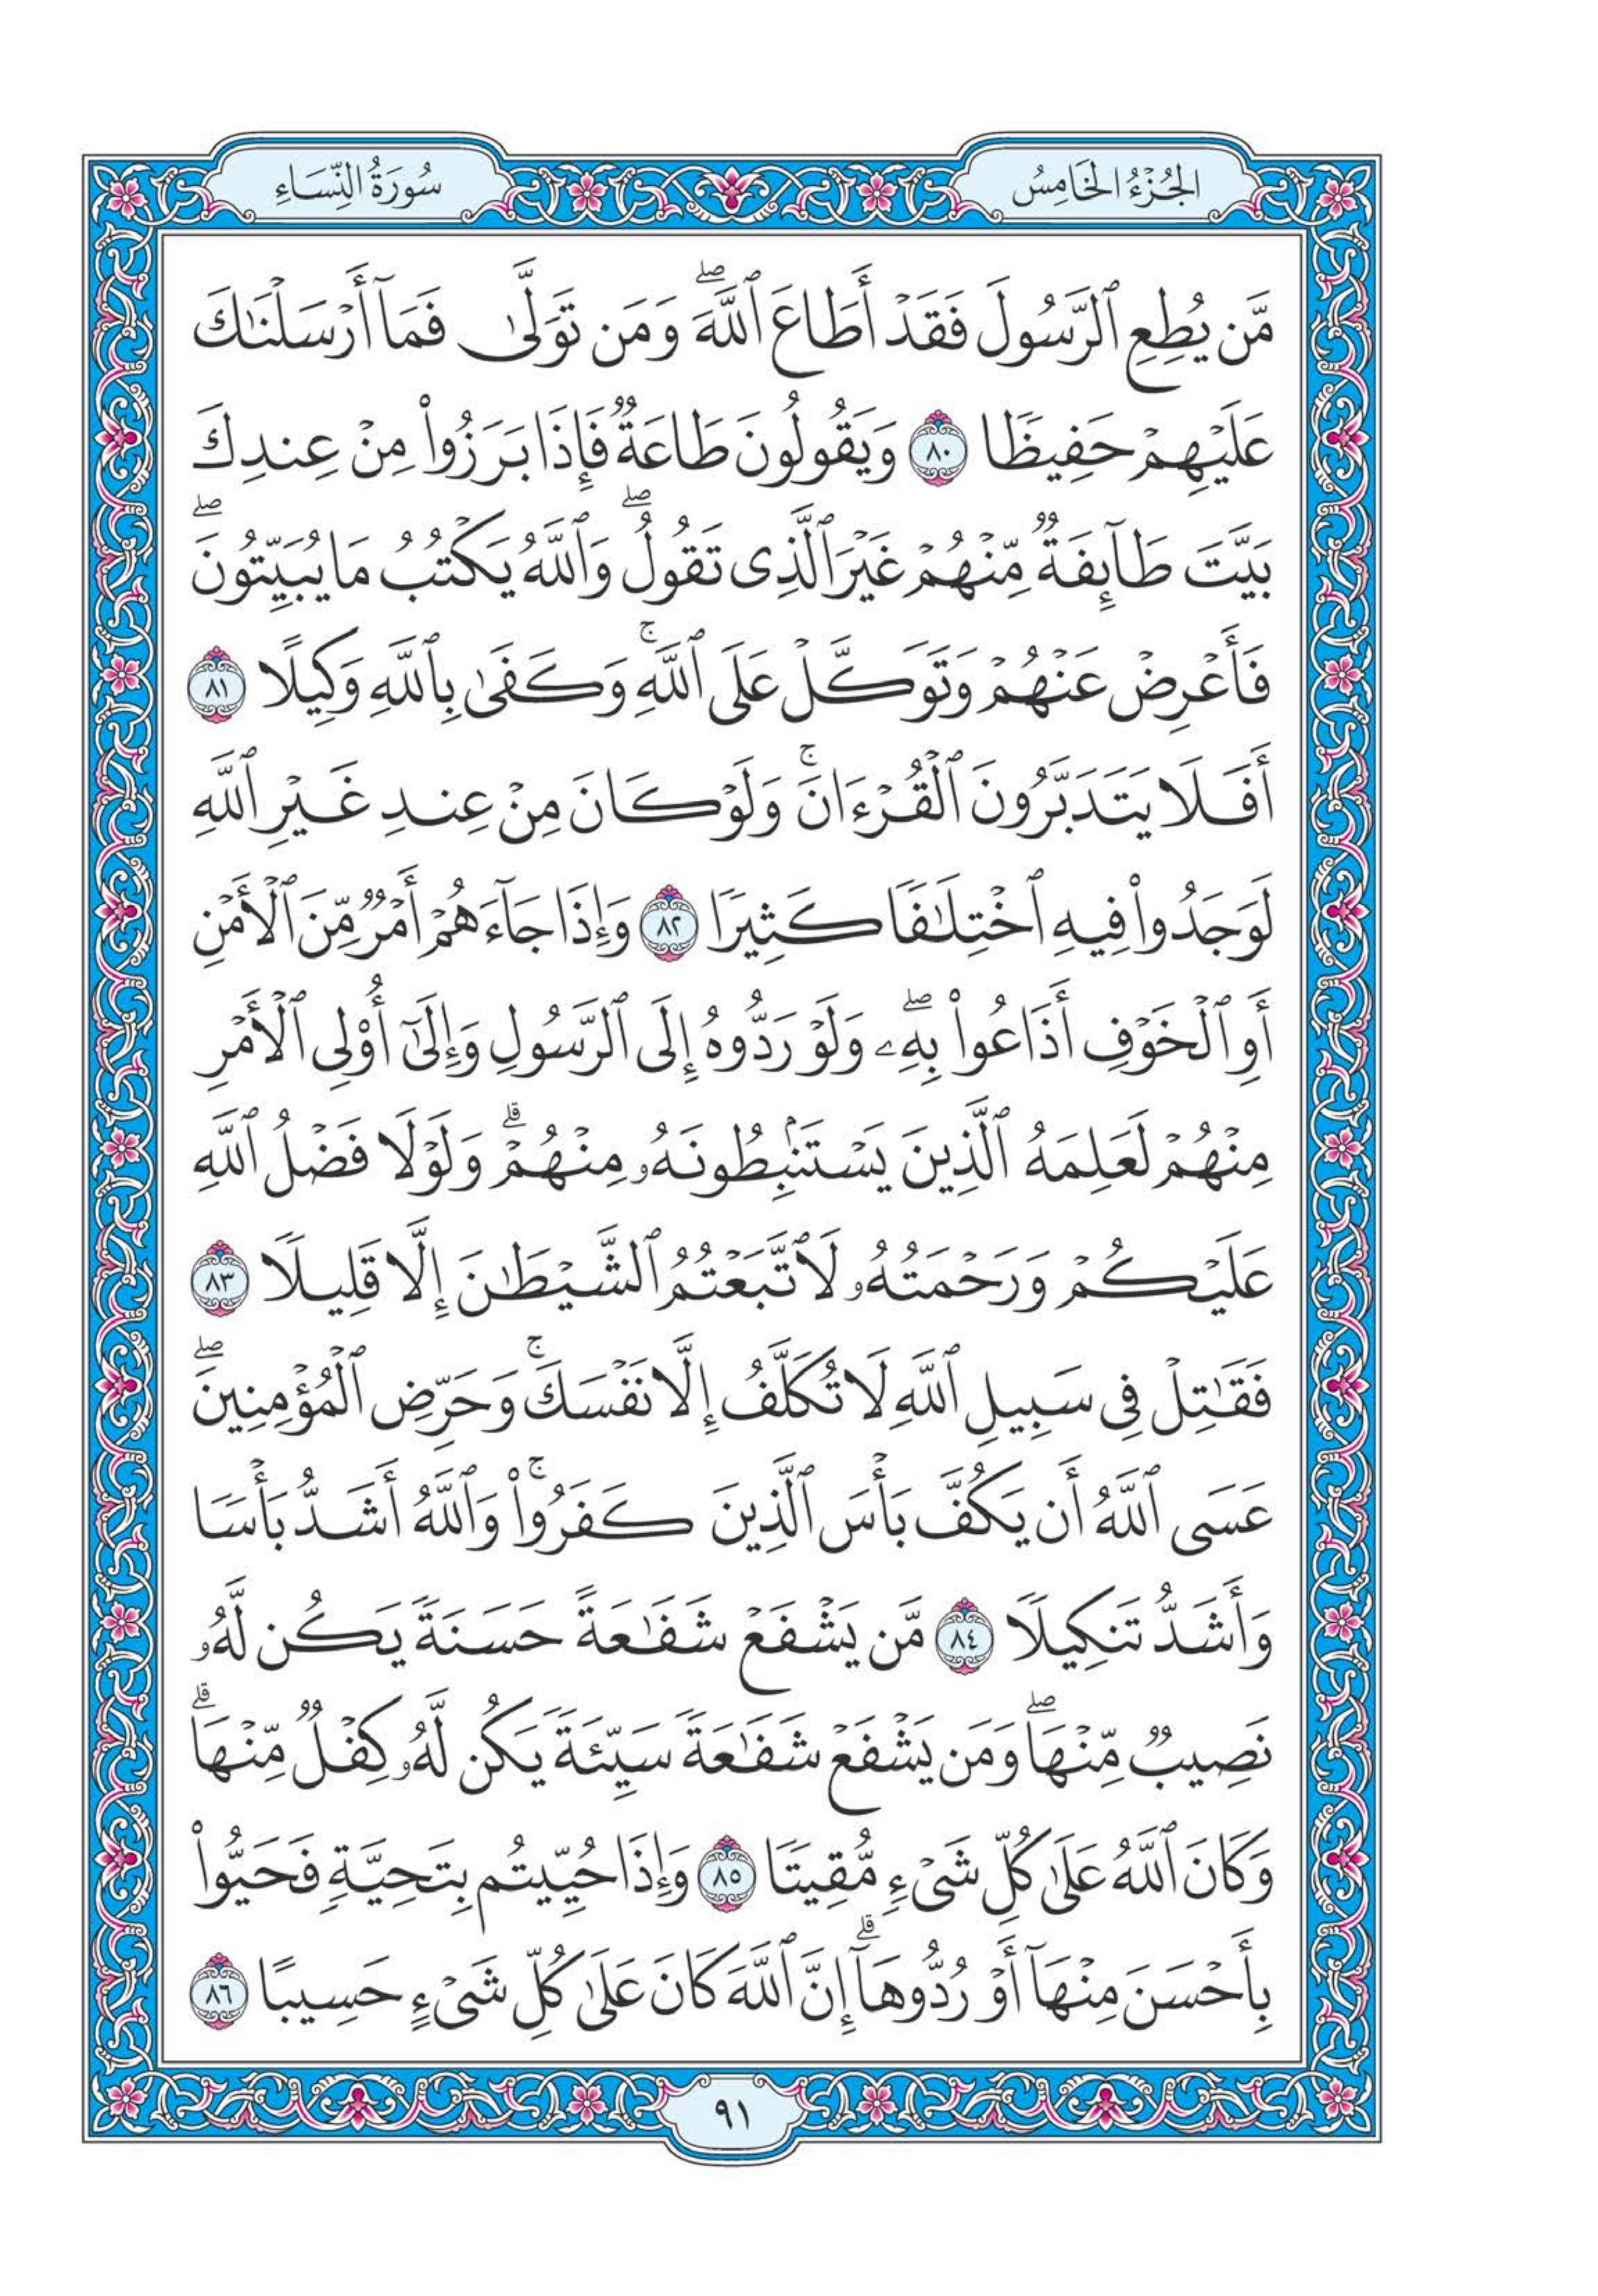 الجُزْءُ الخَامِسُ
سُورَةُ النِّسَاءِ
مَّن يُطِعِ ٱلرَّسُولَ فَقَدْ أَطَاعَ ٱللَّهَۖ وَمَن تَوَلَّىٰ فَمَآ أَرْسَلْنَٰكَ
عَلَيْهِمْ حَفِيظًا ٨٠ وَيَقُولُونَ طَاعَةٌ فَإِذَا بَرَزُوا۟ مِنْ عِندِكَ
بَيَّتَ طَآئِفَةٌ مِّنْهُمْ غَيْرَ ٱلَّذِى تَقُولُۖ وَٱللَّهُ يَكْتُبُ مَا يُبَيِّتُونَۖ
فَأَعْرِضْ عَنْهُمْ وَتَوَكَّلْ عَلَى ٱللَّهِۚ وَكَفَىٰ بِٱللَّهِ وَكِيلًا ٨١
أَفَلَا يَتَدَبَّرُونَ ٱلْقُرْءَانَۚ وَلَوْ كَانَ مِنْ عِندِ غَيْرِ ٱللَّهِ
لَوَجَدُوا۟ فِيهِ ٱخْتِلَٰفًا كَثِيرًا ٨٢ وَإِذَا جَآءَهُمْ أَمْرٌ مِّنَ ٱلْأَمْنِ
أَوِ ٱلْخَوْفِ أَذَاعُوا۟ بِهِۦۖ وَلَوْ رَدُّوهُ إِلَى ٱلرَّسُولِ وَإِلَىٰٓ أُو۟لِى ٱلْأَمْرِ
مِنْهُمْ لَعَلِمَهُ ٱلَّذِينَ يَسْتَنۢبِطُونَهُۥ مِنْهُمْۗ وَلَوْلَا فَضْلُ ٱللَّهِ
عَلَيْكُمْ وَرَحْمَتُهُۥ لَٱتَّبَعْتُمُ ٱلشَّيْطَٰنَ إِلَّا قَلِيلًا ٨٣
فَقَٰتِلْ فِى سَبِيلِ ٱللَّهِ لَا تُكَلَّفُ إِلَّا نَفْسَكَۚ وَحَرِّضِ ٱلْمُؤْمِنِينَۖ
عَسَى ٱللَّهُ أَن يَكُفَّ بَأْسَ ٱلَّذِينَ كَفَرُوا۟ۚ وَٱللَّهُ أَشَدُّ بَأْسًا
وَأَشَدُّ تَنكِيلًا ٨٤ مَّن يَشْفَعْ شَفَٰعَةً حَسَنَةً يَكُن لَّهُۥ
نَصِيبٌ مِّنْهَاۖ وَمَن يَشْفَعْ شَفَٰعَةً سَيِّئَةً يَكُن لَّهُۥ كِفْلٌ مِّنْهَاۗ
وَكَانَ ٱللَّهُ عَلَىٰ كُلِّ شَىْءٍ مُّقِيتًا ٨٥ وَإِذَا حُيِّيتُم بِتَحِيَّةٍ فَحَيُّوا۟
بِأَحْسَنَ مِنْهَآ أَوْ رُدُّوهَآۗ إِنَّ ٱللَّهَ كَانَ عَلَىٰ كُلِّ شَىْءٍ حَسِيبًا ٨٦
٩١